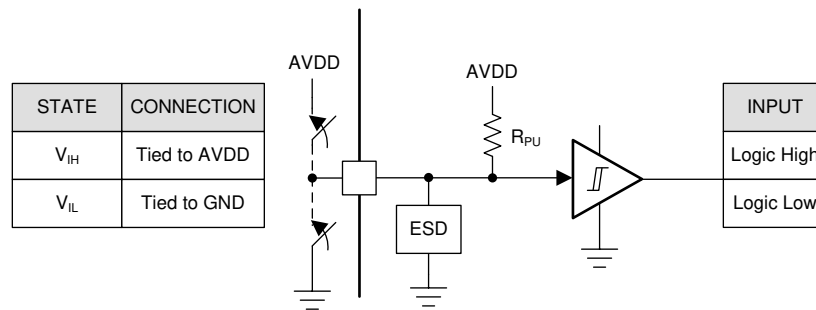 STATE CONNECTION
V_IH Tied to AVDD
V_IL Tied to GND
AVDD
AVDD
R_PU
ESD
INPUT
Logic High
Logic Low